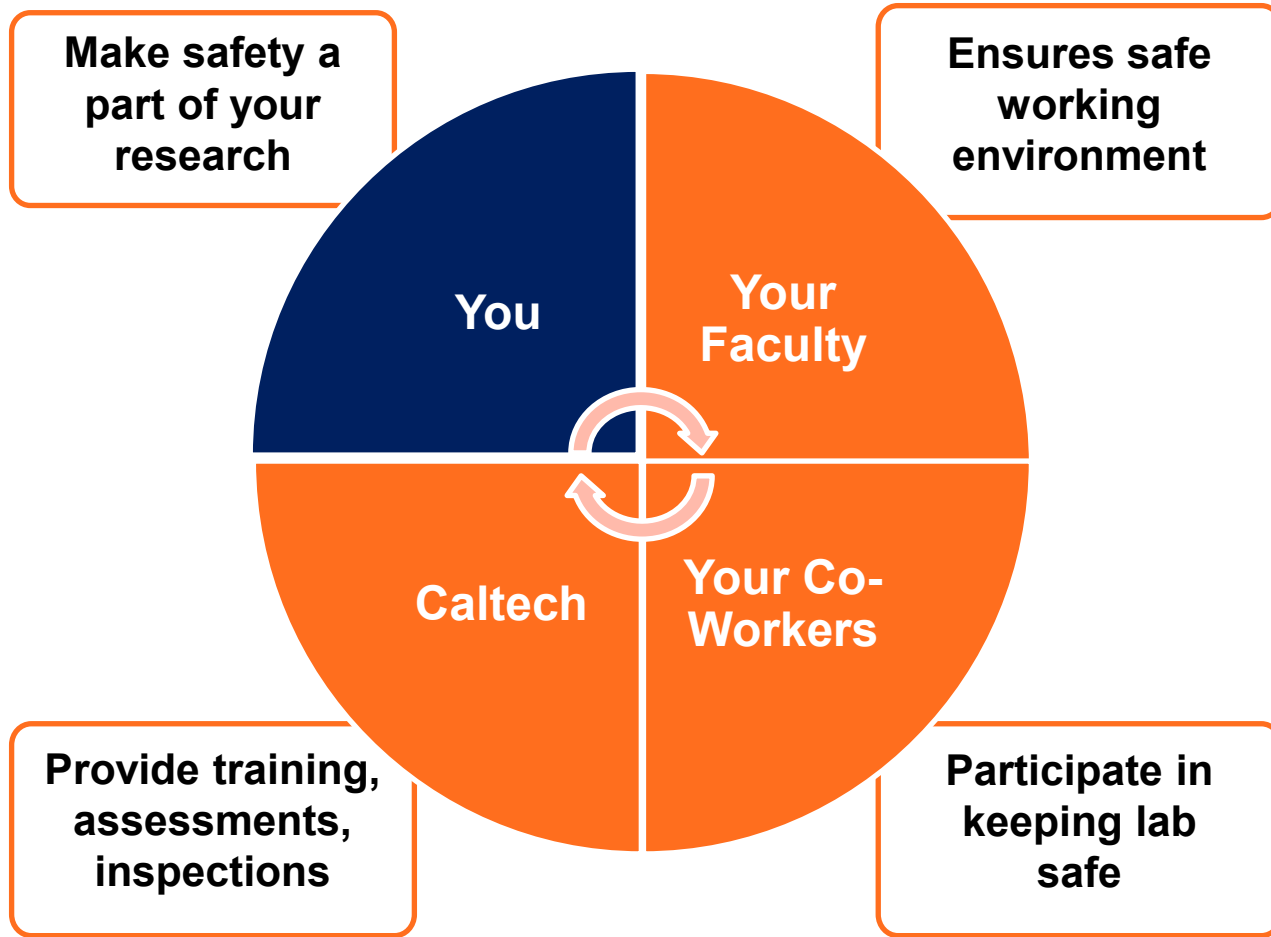 Make safety a
part of your
research
Ensures safe
working
environment
You
Your
Faculty
Caltech
Your Co-
Workers
Provide training,
assessments,
inspections
Participate in
keeping lab
safe